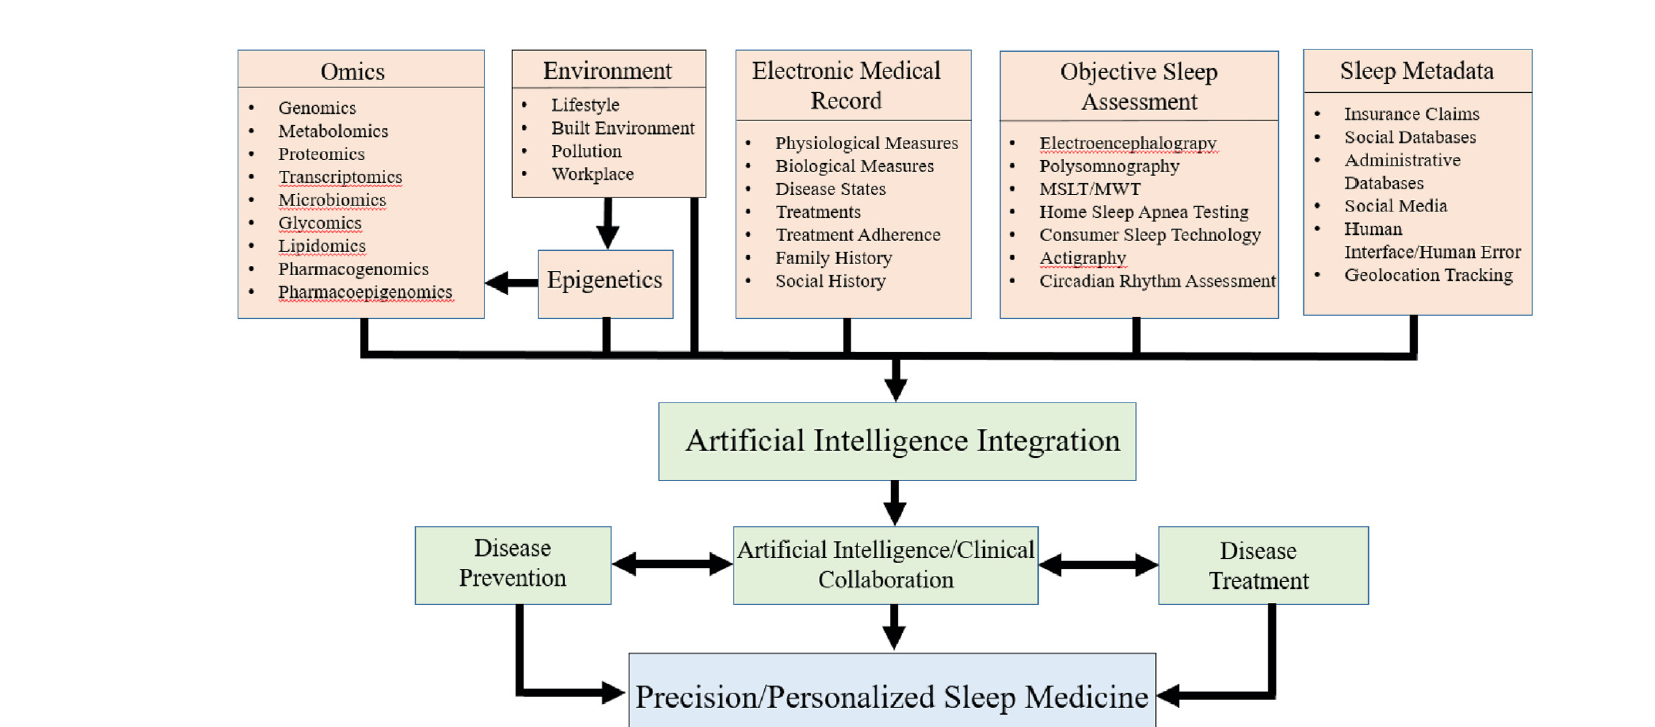 Omics
• Genomics
• Metabolomics
• Proteomics
• Transcriptomics
• Microbiomics
• Glycomics
• Lipidomics
• Pharmacogenomics
• Pharmacoepigenomics
Environment
• Lifestyle
• Built Environment
• Pollution
• Workplace
Epigenetics
Electronic Medical
Record
• Physiological Measures
• Biological Measures
• Disease States
• Treatments
• Treatment Adherence
• Family History
• Social History
Objective Sleep
Assessment
• Electroencephalograpy
• Polysomnography
• MSLT/MWT
• Home Sleep Apnea Testing
• Consumer Sleep Technology
• Actigraphy
• Circadian Rhythm Assessment
Sleep Metadata
• Insurance Claims
• Social Databases
• Administrative
Databases
• Social Media
• Human
Interface/Human Error
• Geolocation Tracking
Artificial Intelligence Integration
Disease
Prevention
Artificial Intelligence/Clinical
Collaboration
Disease
Treatment
Precision/Personalized Sleep Medicine